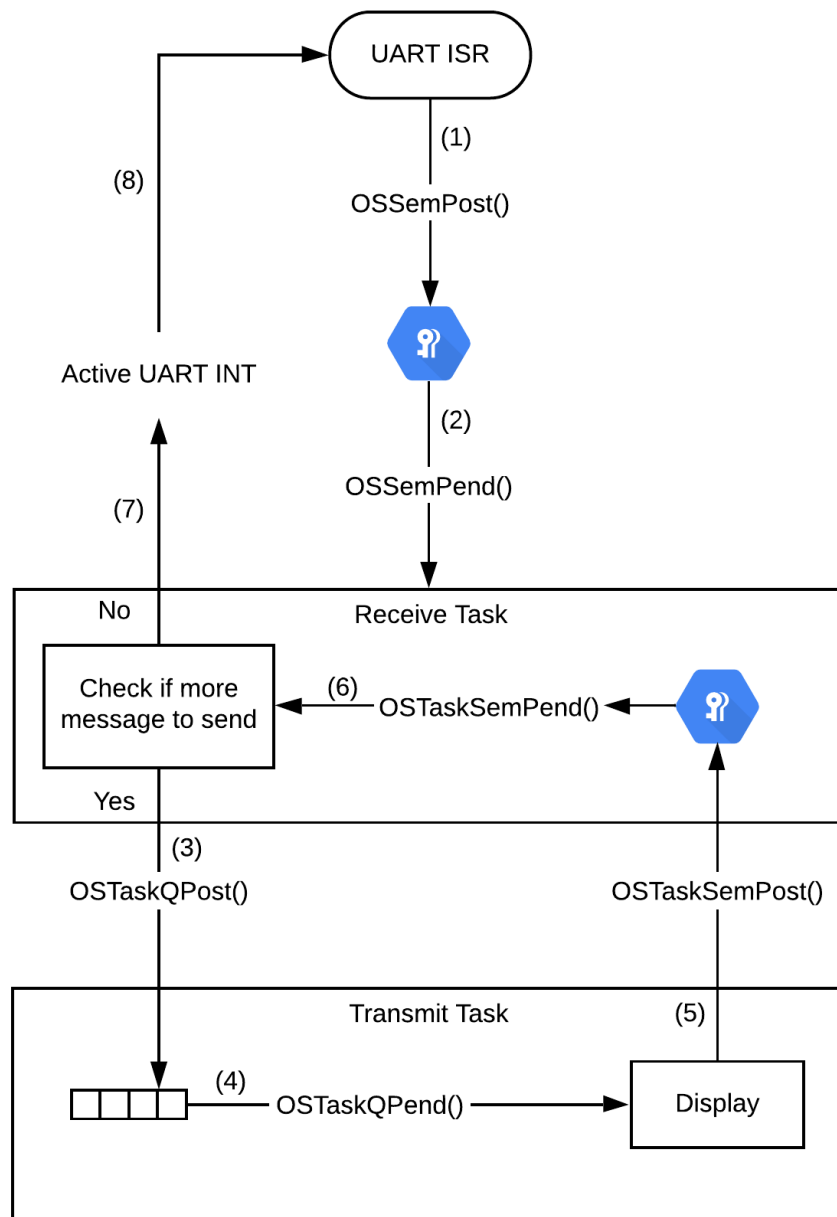 UART ISR
(1)
(8)
OSSemPost()
Active UART INT
(2)
OSSemPend()
(7)
No
Receive Task
Check if more
message to send
(6)
OSTaskSemPend()
Yes
(3)
OSTaskQPost()
OSTaskSemPost()
Transmit Task
(5)
(4)
OSTaskQPend()
Display